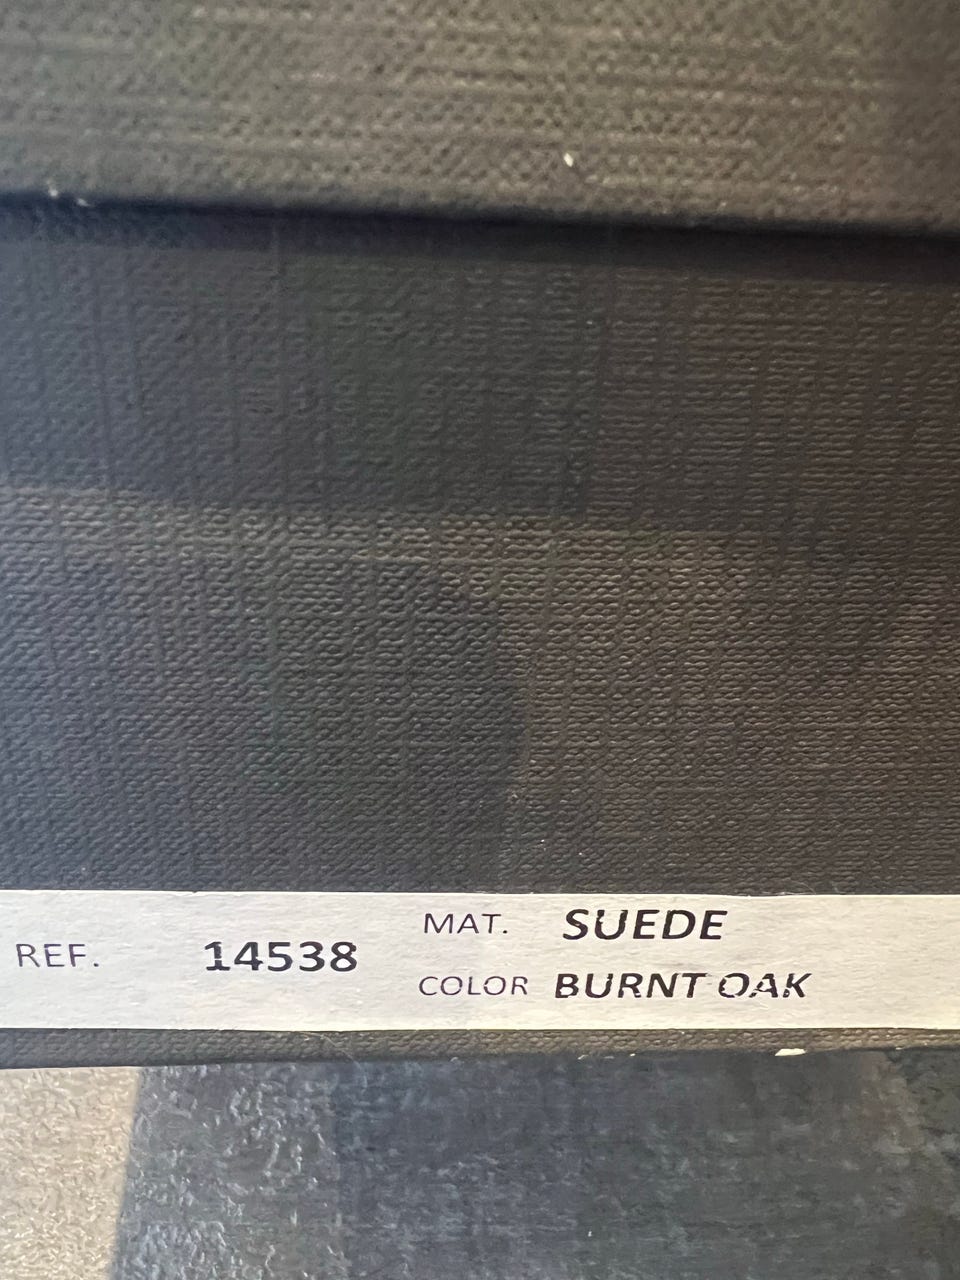 REF. 14538
MAT. SUEDE
COLOR BURNT OAK